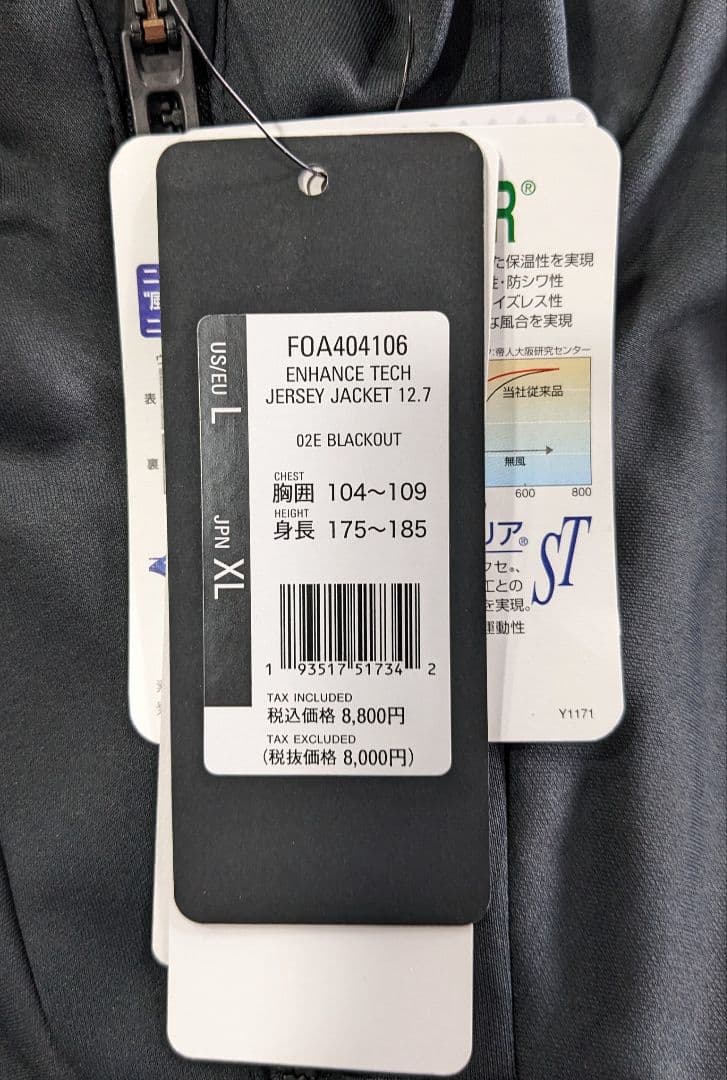 FOA404106
ENHANCE TECH
JERSEY JACKET 12.7
02E BLACKOUT
CHEST
胸囲 104〜109
HEIGHT
身長 175〜185
US/EU L
JPN XL
1 93517 51734 2
TAX INCLUDED
税込価格 8,800円
TAX EXCLUDED
(税抜価格 8,000円)
R®
た保温性を実現
性・防シワ性
イズレス性
な風合を実現
:帝人大阪研究センター
当社従来品
無風
600 800
リア®
ST
クセ®、
工との
を実現。
運動性
Y1171
表
裏